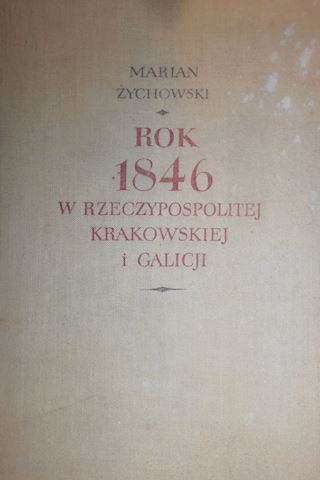 MARIAN
ŻYCHOWSKI
ROK
1846
W RZECZYPOSPOLITEJ
KRAKOWSKIEJ
i GALICJI